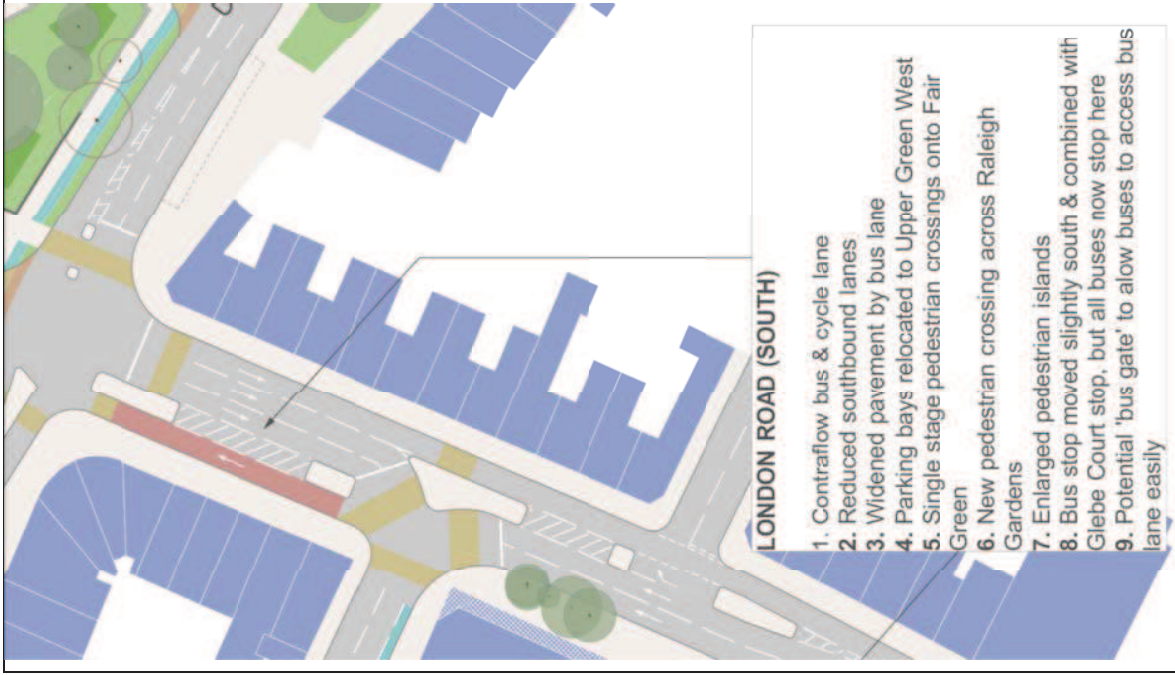 LONDON ROAD (SOUTH)
1. Contraflow bus & cycle lane
2. Reduced southbound lanes
3. Widened pavement by bus lane
4. Parking bays relocated to Upper Green West
5. Single stage pedestrian crossings onto Fair
Green
6. New pedestrian crossing across Raleigh
Gardens
7. Enlarged pedestrian islands
8. Bus stop moved slightly south & combined with
Glebe Court stop, but all buses now stop here
9. Potential 'bus gate' to alow buses to access bus
lane easily